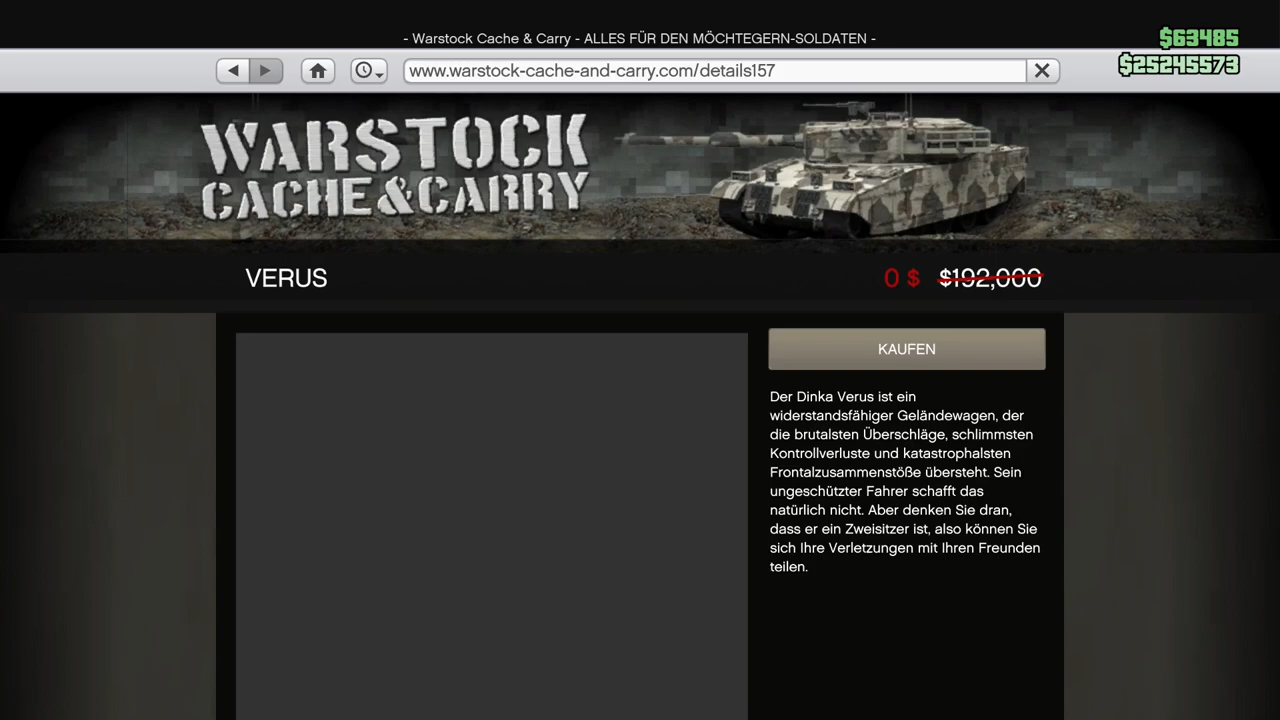 - Warstock Cache & Carry - ALLES FÜR DEN MÖCHTEGERN-SOLDATEN -
$63485
$25245573
www.warstock-cache-and-carry.com/details157
WARSTOCK
CACHE&CARRY
VERUS
0 $ $192,000
KAUFEN
Der Dinka Verus ist ein
widerstandsfähiger Geländewagen, der
die brutalsten Überschläge, schlimmsten
Kontrollverluste und katastrophalsten
Frontalzusammenstöße übersteht. Sein
ungeschützter Fahrer schafft das
natürlich nicht. Aber denken Sie dran,
dass er ein Zweisitzer ist, also können Sie
sich Ihre Verletzungen mit Ihren Freunden
teilen.